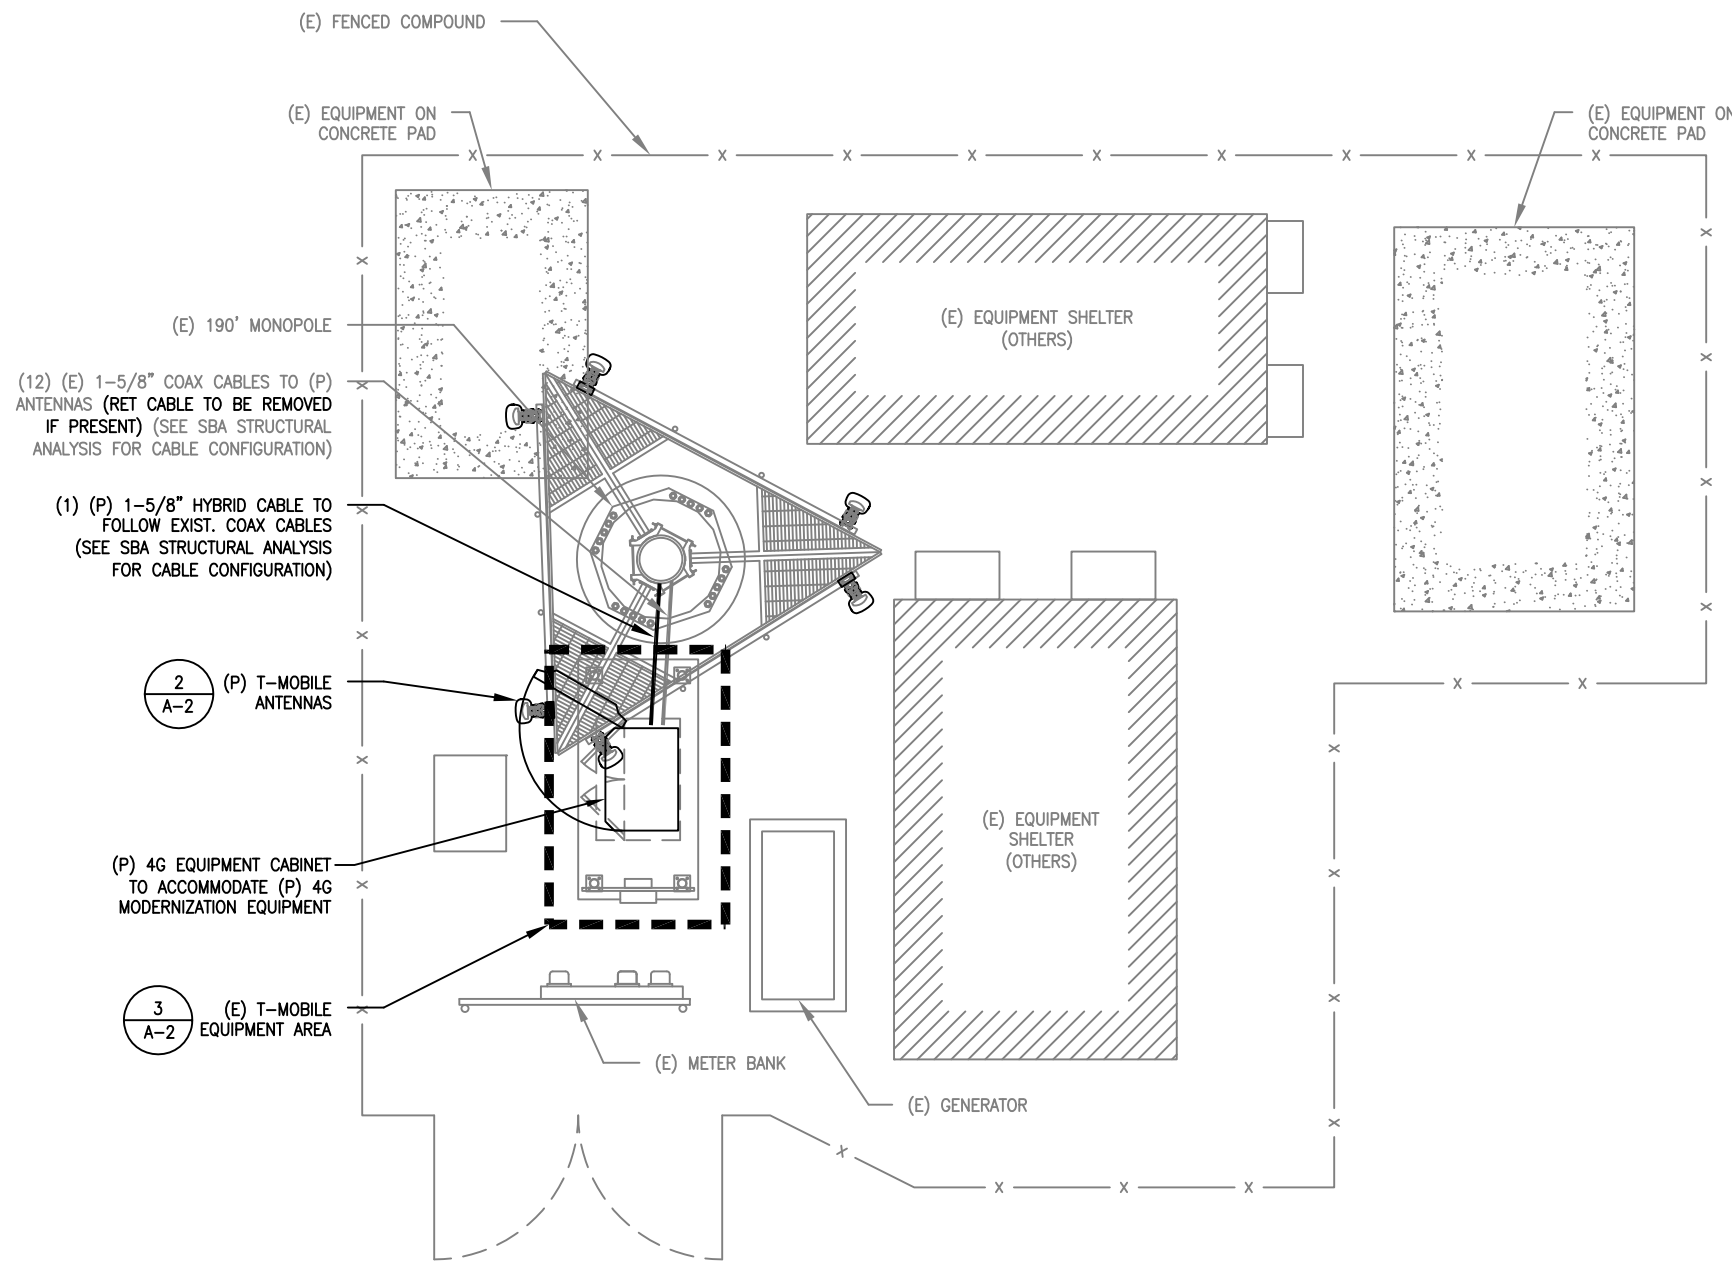 (E) FENCED COMPOUND
(E) EQUIPMENT ON
CONCRETE PAD
(E) EQUIPMENT ON
CONCRETE PAD
(E) 190' MONOPOLE
(E) EQUIPMENT SHELTER
(OTHERS)
(12) (E) 1-5/8" COAX CABLES TO (P)
ANTENNAS (RET CABLE TO BE REMOVED
IF PRESENT) (SEE SBA STRUCTURAL
ANALYSIS FOR CABLE CONFIGURATION)
(1) (P) 1-5/8" HYBRID CABLE TO
FOLLOW EXIST. COAX CABLES
(SEE SBA STRUCTURAL ANALYSIS
FOR CABLE CONFIGURATION)
2
A-2
(P) T-MOBILE
ANTENNAS
(E) EQUIPMENT
SHELTER
(OTHERS)
(P) 4G EQUIPMENT CABINET
TO ACCOMMODATE (P) 4G
MODERNIZATION EQUIPMENT
3
A-2
(E) T-MOBILE
EQUIPMENT AREA
(E) METER BANK
(E) GENERATOR